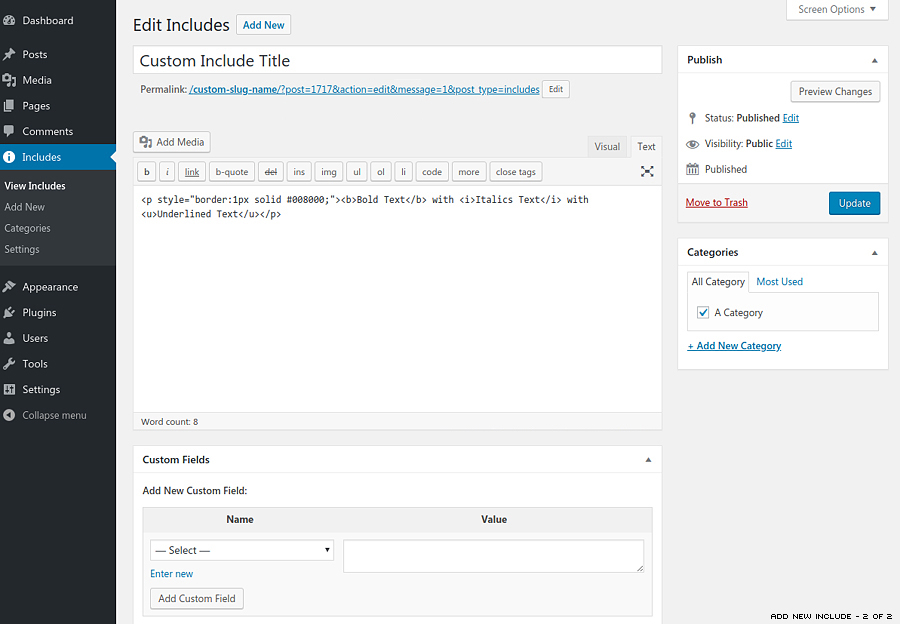 Screen Options ▼
Dashboard
Posts
Media
Pages
Comments
Includes
View Includes
Add New
Categories
Settings
Appearance
Plugins
Users
Tools
Settings
Collapse menu
Edit Includes Add New
Custom Include Title
Permalink: /custom-slug-name/?post=1717&action=edit&message=1&post_type=includes Edit
Add Media
Visual Text
b i link b-quote del ins img ul ol li code more close tags
<p style="border:1px solid #008000;"><b>Bold Text</b> with <i>Italics Text</i> with
<u>Underlined Text</u></p>
Word count: 8
Custom Fields
Add New Custom Field:
Name Value
— Select —
Enter new
Add Custom Field
Publish
Preview Changes
Status: Published Edit
Visibility: Public Edit
Published
Move to Trash Update
Categories
All Category Most Used
A Category
+ Add New Category
ADD NEW INCLUDE - 2 OF 2